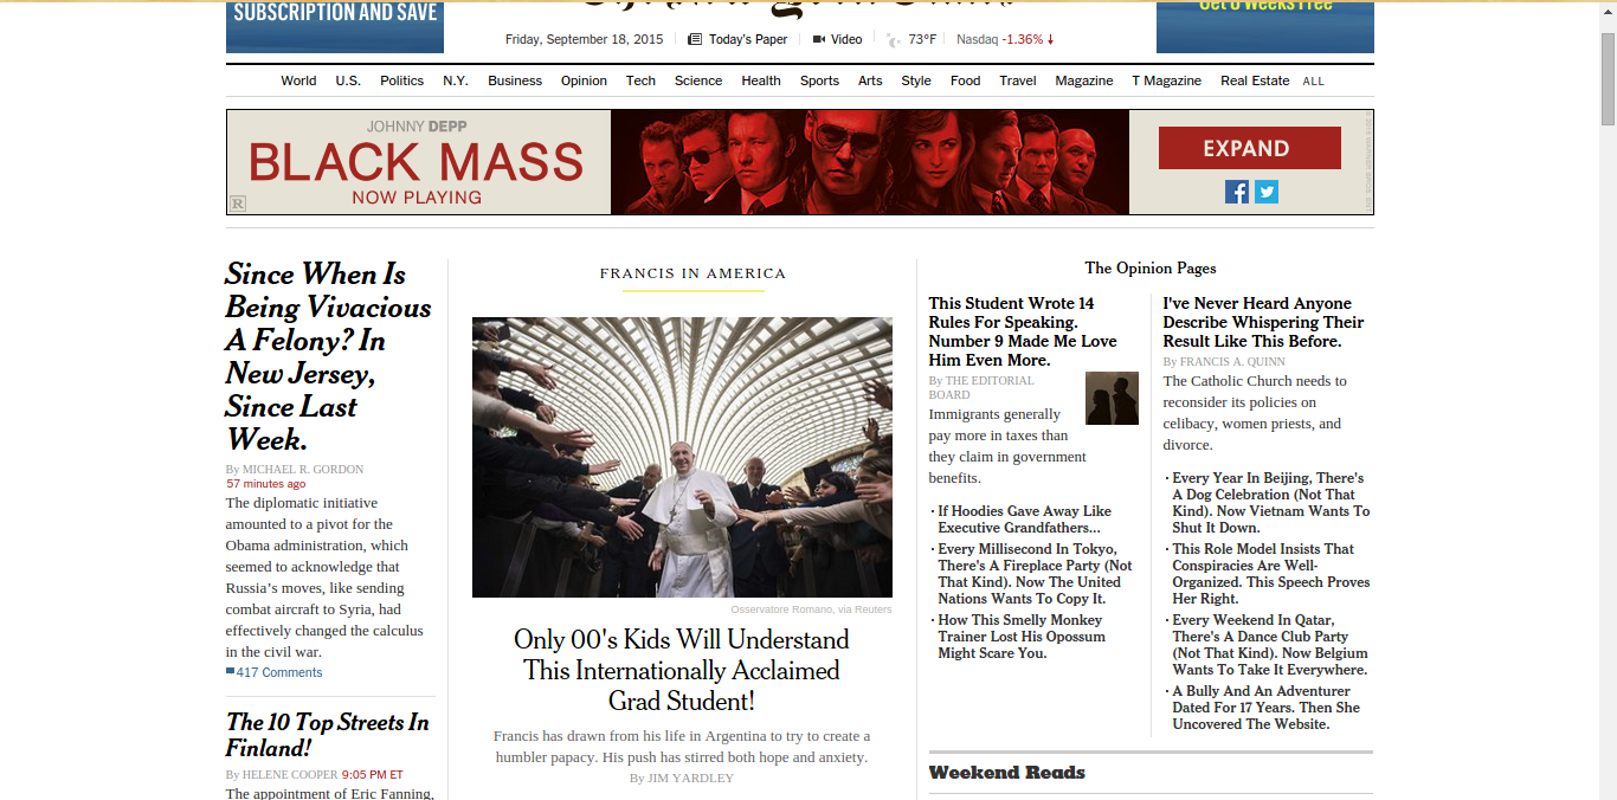 SUBSCRIPTION AND SAVE
Get 8 Weeks Free
Friday, September 18, 2015
Today's Paper
Video
73°F
Nasdaq -1.36%
World U.S. Politics N.Y. Business Opinion Tech Science Health Sports Arts Style Food Travel Magazine T Magazine Real Estate ALL
JOHNNY DEPP
BLACK MASS
NOW PLAYING
R
EXPAND
Since When Is
Being Vivacious
A Felony? In
New Jersey,
Since Last
Week.
By MICHAEL R. GORDON
57 minutes ago
The diplomatic initiative
amounted to a pivot for the
Obama administration, which
seemed to acknowledge that
Russia's moves, like sending
combat aircraft to Syria, had
effectively changed the calculus
in the civil war.
417 Comments
The 10 Top Streets In
Finland!
By HELENE COOPER 9:05 PM ET
The appointment of Eric Fanning,
FRANCIS IN AMERICA
Osservatore Romano, via Reuters
Only 00's Kids Will Understand
This Internationally Acclaimed
Grad Student!
Francis has drawn from his life in Argentina to try to create a
humbler papacy. His push has stirred both hope and anxiety.
By JIM YARDLEY
The Opinion Pages
This Student Wrote 14
Rules For Speaking.
Number 9 Made Me Love
Him Even More.
By THE EDITORIAL
BOARD
Immigrants generally
pay more in taxes than
they claim in government
benefits.
· If Hoodies Gave Away Like
Executive Grandfathers...
· Every Millisecond In Tokyo,
There's A Fireplace Party (Not
That Kind). Now The United
Nations Wants To Copy It.
· How This Smelly Monkey
Trainer Lost His Opossum
Might Scare You.
I've Never Heard Anyone
Describe Whispering Their
Result Like This Before.
By FRANCIS A. QUINN
The Catholic Church needs to
reconsider its policies on
celibacy, women priests, and
divorce.
· Every Year In Beijing, There's
A Dog Celebration (Not That
Kind). Now Vietnam Wants To
Shut It Down.
· This Role Model Insists That
Conspiracies Are Well-
Organized. This Speech Proves
Her Right.
· Every Weekend In Qatar,
There's A Dance Club Party
(Not That Kind). Now Belgium
Wants To Take It Everywhere.
· A Bully And An Adventurer
Dated For 17 Years. Then She
Uncovered The Website.
Weekend Reads